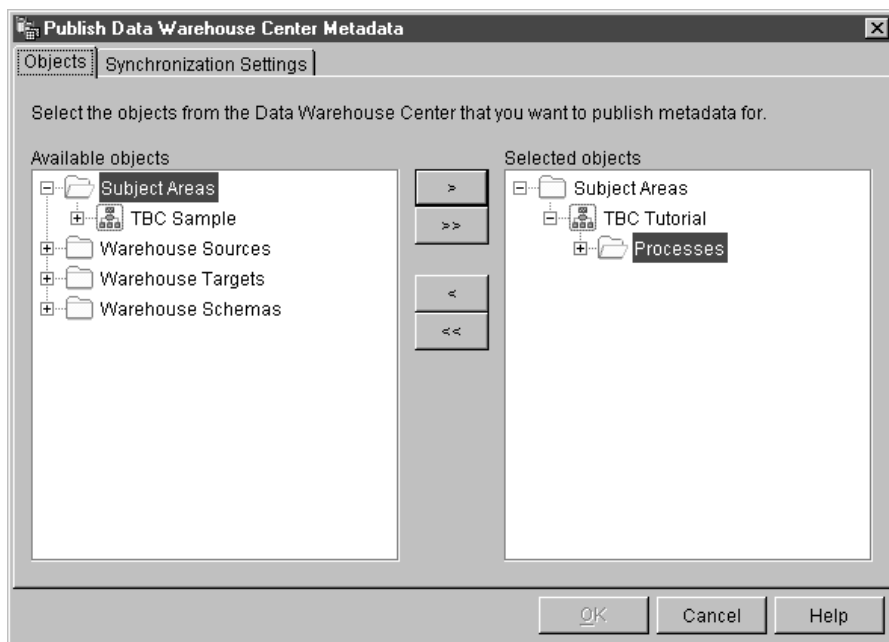 Publish Data Warehouse Center Metadata
Objects Synchronization Settings
Select the objects from the Data Warehouse Center that you want to publish metadata for.
Available objects
Subject Areas
TBC Sample
Warehouse Sources
Warehouse Targets
Warehouse Schemas
>
>>
<
<<
Selected objects
Subject Areas
TBC Tutorial
Processes
OK Cancel Help